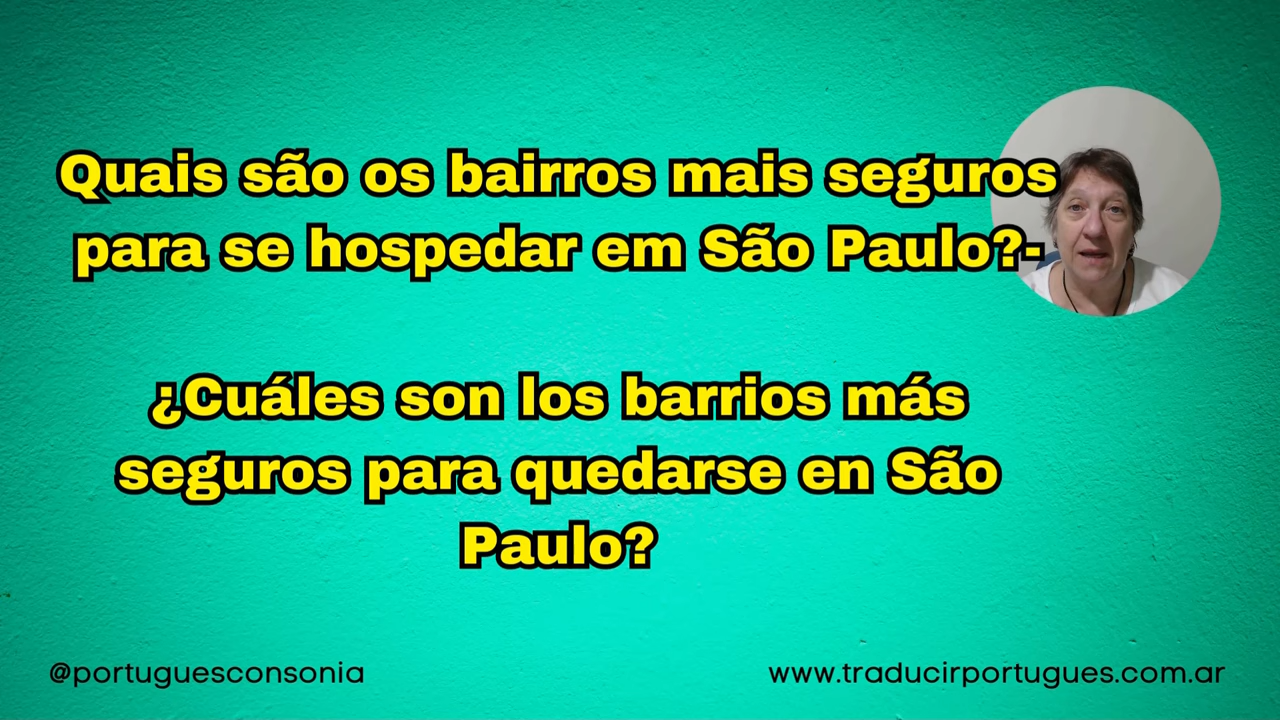 Quais são os bairros mais seguros
para se hospedar em São Paulo?-
¿Cuáles son los barrios más
seguros para quedarse en São
Paulo?
@portuguesconsonia
www.traducirportugues.com.ar